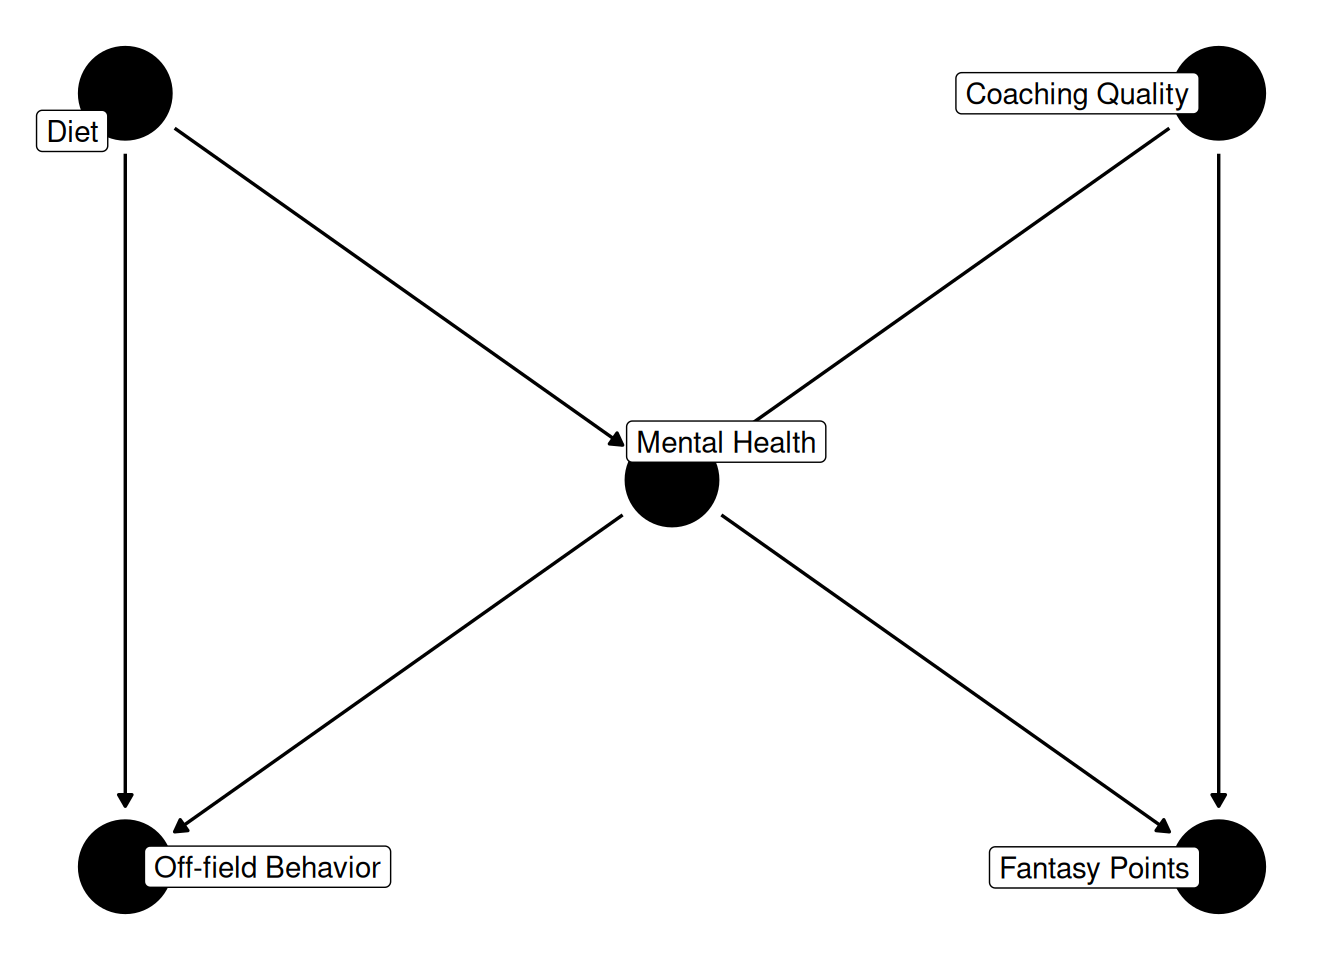 Diet
Coaching Quality
Mental Health
Off-field Behavior
Fantasy Points